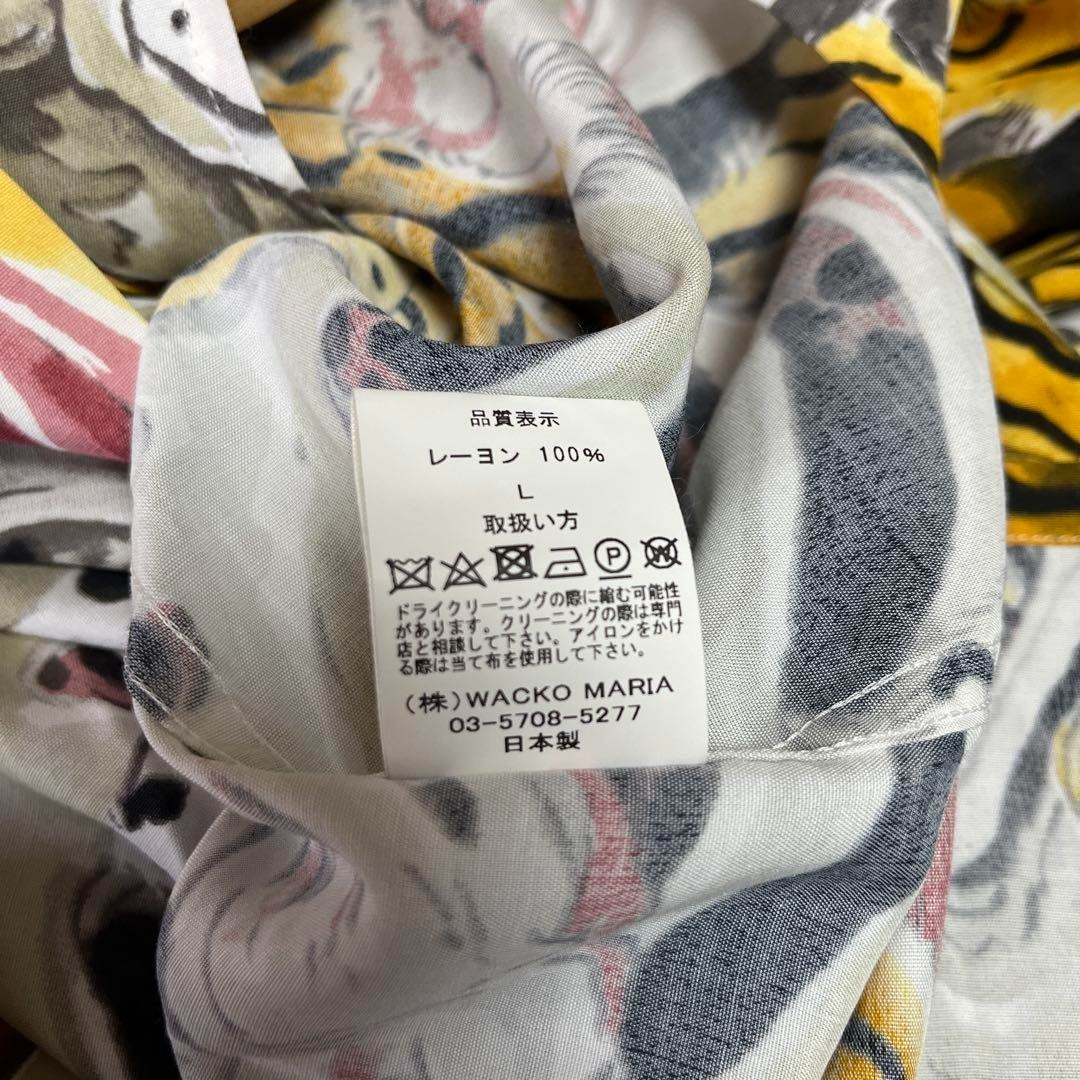 品質表示
レーヨン 100%
L
取扱い方
P W
ドライクリーニングの際に縮む可能性
があります。クリーニングの際は専門
店と相談して下さい。アイロンをかけ
る際は当て布を使用して下さい。
(株)WACKO MARIA
03-5708-5277
日本製